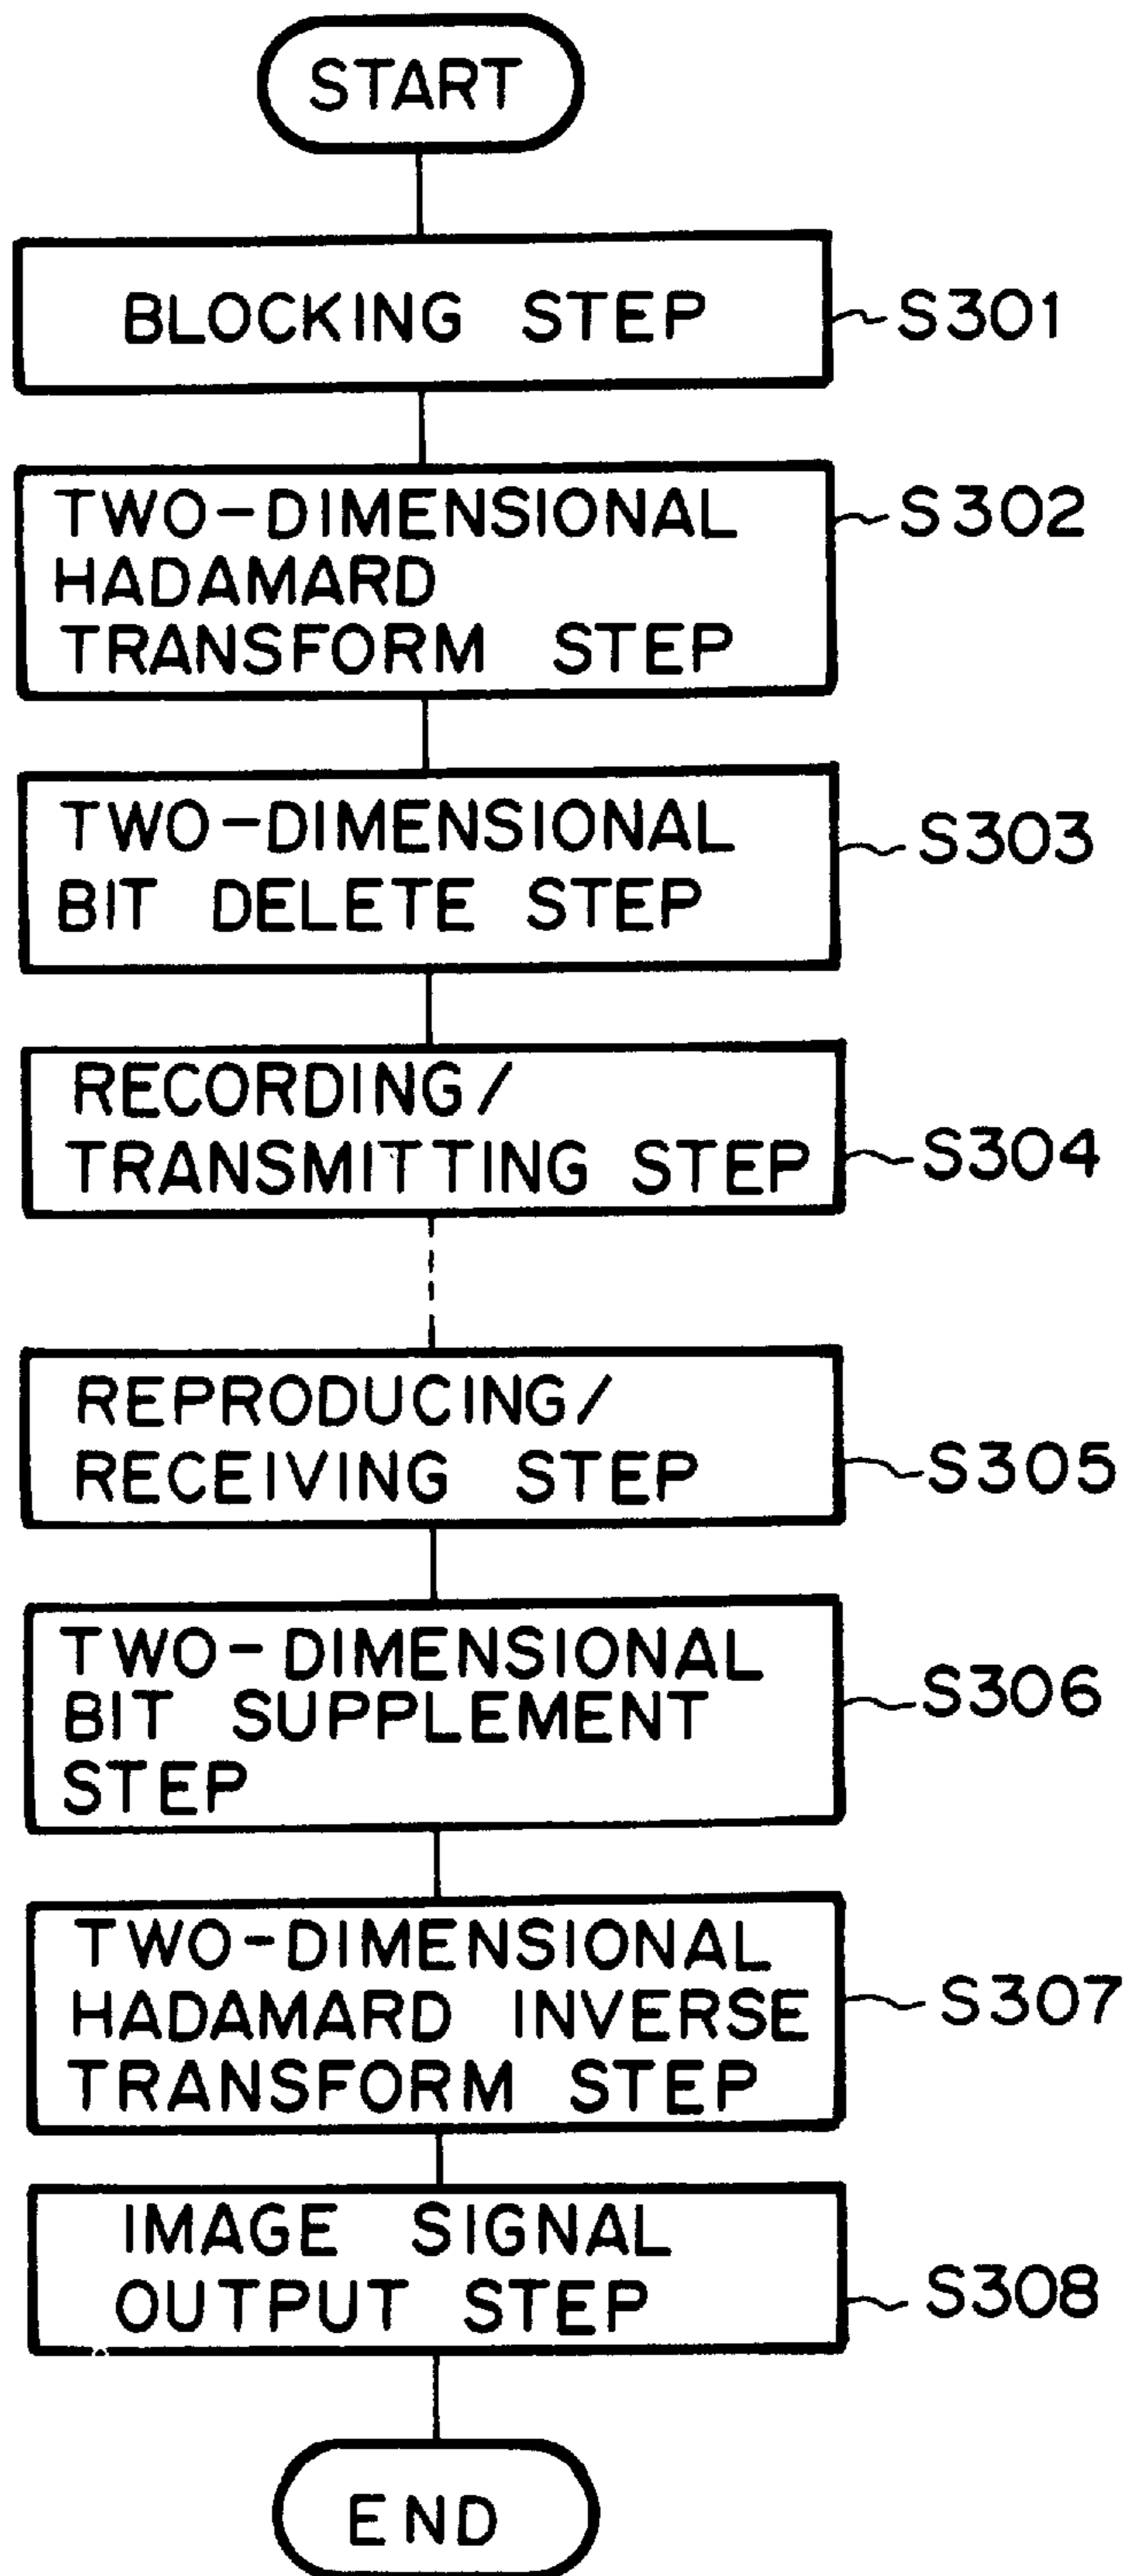 START
BLOCKING STEP
S301
TWO-DIMENSIONAL
HADAMARD
TRANSFORM STEP
S302
TWO-DIMENSIONAL
BIT DELETE STEP
S303
RECORDING/
TRANSMITTING STEP
S304
REPRODUCING/
RECEIVING STEP
S305
TWO-DIMENSIONAL
BIT SUPPLEMENT
STEP
S306
TWO-DIMENSIONAL
HADAMARD INVERSE
TRANSFORM STEP
S307
IMAGE SIGNAL
OUTPUT STEP
S308
END